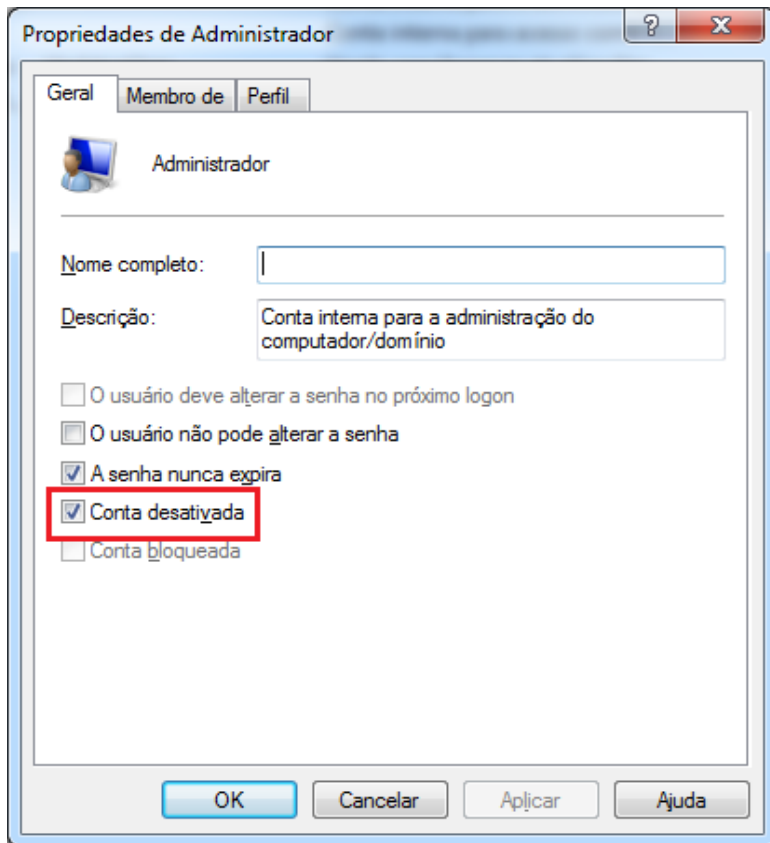 Propriedades de Administrador
Geral
Membro de
Perfil
Administrador
Nome completo:
Descrição:
Conta interna para a administração do
computador/domínio
O usuário deve alterar a senha no próximo logon
O usuário não pode alterar a senha
A senha nunca expira
Conta desativada
Conta bloqueada
OK
Cancelar
Aplicar
Ajuda